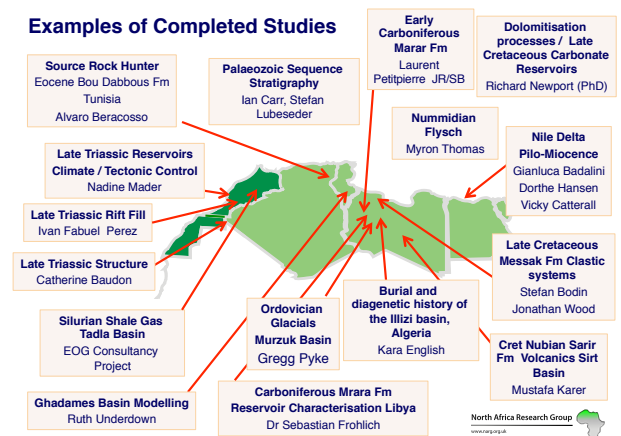 Examples of Completed Studies
Source Rock Hunter
Eocene Bou Dabbous Fm
Tunisia
Alvaro Beracosso
Palaeozoic Sequence
Stratigraphy
Ian Carr, Stefan
Lubeseder
Early
Carboniferous
Marar Fm
Laurent
Petitpierre JR/SB
Dolomitisation
processes / Late
Cretaceous Carbonate
Reservoirs
Richard Newport (PhD)
Nummidian
Flysch
Myron Thomas
Nile Delta
Pilo-Miocence
Gianluca Badalini
Dorthe Hansen
Vicky Catterall
Late Triassic Reservoirs
Climate / Tectonic Control
Nadine Mader
Late Triassic Rift Fill
Ivan Fabuel Perez
Late Triassic Structure
Catherine Baudon
Late Cretaceous
Messak Fm Clastic
systems
Stefan Bodin
Jonathan Wood
Silurian Shale Gas
Tadla Basin
EOG Consultancy
Project
Ordovician
Glacials
Murzuk Basin
Gregg Pyke
Burial and
diagenetic history of
the Illizi basin,
Algeria
Kara English
Cret Nubian Sarir
Fm Volcanics Sirt
Basin
Mustafa Karer
Ghadames Basin Modelling
Ruth Underdown
Carboniferous Mrara Fm
Reservoir Characterisation Libya
Dr Sebastian Frohlich
North Africa Research Group
www.narg.org.uk